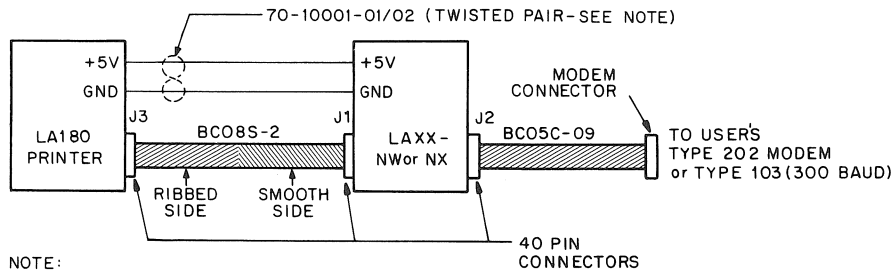 70-10001-01/02 (TWISTED PAIR-SEE NOTE)
+5V
GND
+5V
GND
MODEM
CONNECTOR
J3
BC08S-2
J1
J2
BC05C-09
LA180
PRINTER
LAXX-
NW or NX
TO USER'S
TYPE 202 MODEM
or TYPE 103 (300 BAUD)
RIBBED
SIDE
SMOOTH
SIDE
40 PIN
CONNECTORS
NOTE: